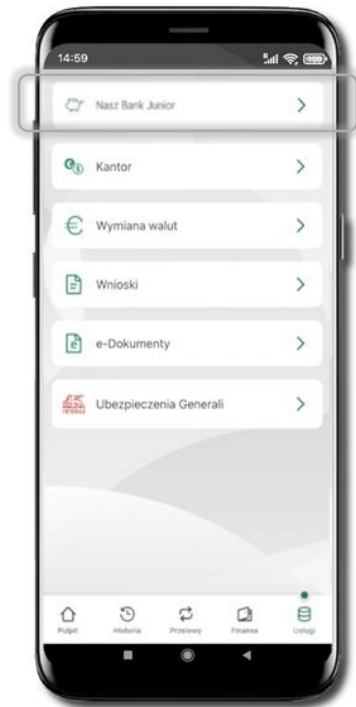 14:59
Nasz Bank Junior
Kantor
Wymiana walut
Wnioski
e-Dokumenty
Ubezpieczenia Generali
Pulpit Historia Przelewy Finanse Usługi